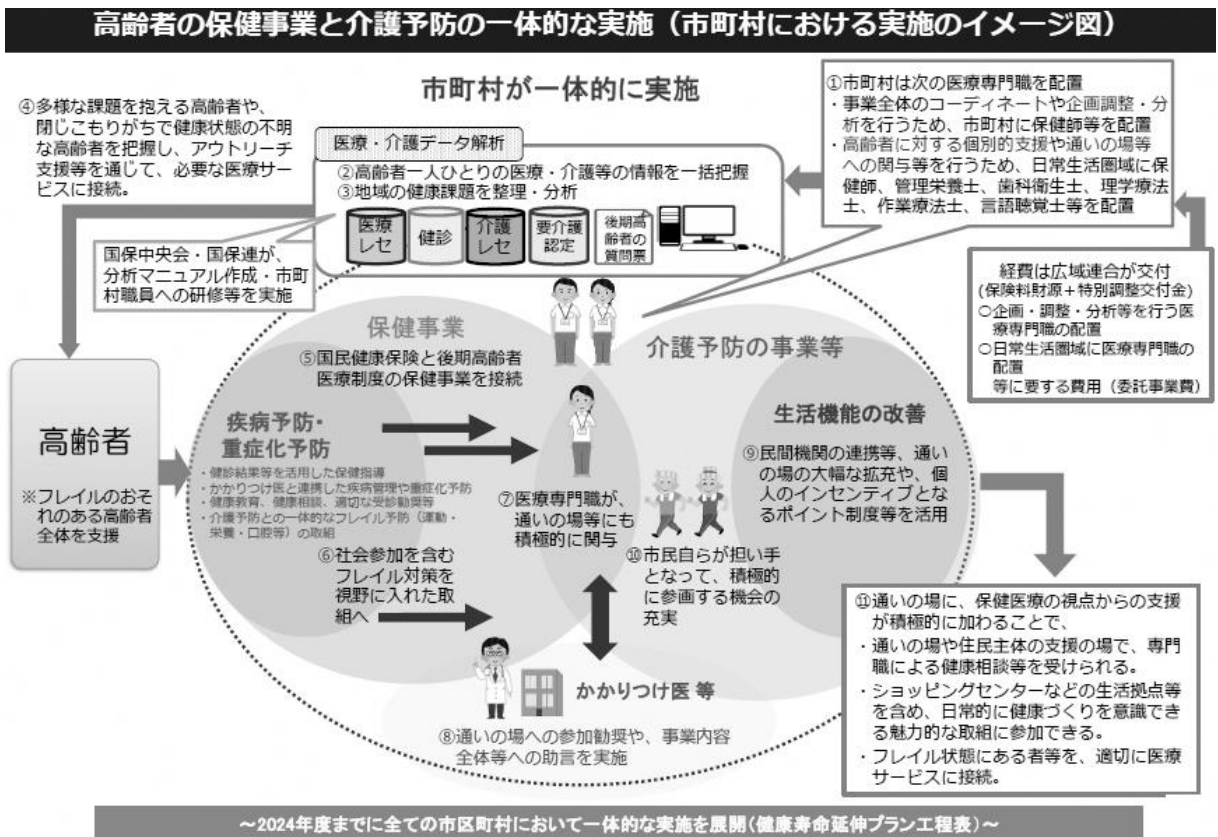 高齢者の保健事業と介護予防の一体的な実施（市町村における実施のイメージ図）
市町村が一体的に実施
④多様な課題を抱える高齢者や、
閉じこもりがちで健康状態の不明
な高齢者を把握し、アウトリーチ
支援等を通じて、必要な医療サー
ビスに接続。
医療・介護データ解析
②高齢者一人ひとりの医療・介護等の情報を一括把握
③地域の健康課題を整理・分析
医療
レセ
健診
介護
レセ
要介護
認定
後期高
齢者の
質問票
①市町村は次の医療専門職を配置
・事業全体のコーディネートや企画調整・分
析を行うため、市町村に保健師等を配置
・高齢者に対する個別的支援や通いの場等
への関与等を行うため、日常生活圏域に保
健師、管理栄養士、歯科衛生士、理学療法
士、作業療法士、言語聴覚士等を配置
国保中央会・国保連が、
分析マニュアル作成・市町
村職員への研修等を実施
経費は広域連合が交付
(保険料財源＋特別調整交付金)
○企画・調整・分析等を行う医
療専門職の配置
○日常生活圏域に医療専門職の
配置
等に要する費用（委託事業費）
保健事業
⑤国民健康保険と後期高齢者
医療制度の保健事業を接続
介護予防の事業等
高齢者
※フレイルのおそ
れのある高齢者
全体を支援
疾病予防・
重症化予防
・健診結果等を活用した保健指導
・かかりつけ医と連携した疾病管理や重症化予防
・健康教育、健康相談、適切な受診勧奨等
・介護予防との一体的なフレイル予防（運動・
栄養・口腔等）の取組
⑥社会参加を含む
フレイル対策を
視野に入れた取
組へ
⑦医療専門職が、
通いの場等にも
積極的に関与
生活機能の改善
⑨民間機関の連携等、通い
の場の大幅な拡充や、個
人のインセンティブとな
るポイント制度等を活用
⑩市民自らが担い手
となって、積極的
に参画する機会の
充実
かかりつけ医 等
⑧通いの場への参加勧奨や、事業内容
全体等への助言を実施
⑪通いの場に、保健医療の視点からの支援
が積極的に加わることで、
・通いの場や住民主体の支援の場で、専門
職による健康相談等を受けられる。
・ショッピングセンターなどの生活拠点等
を含め、日常的に健康づくりを意識でき
る魅力的な取組に参加できる。
・フレイル状態にある者等を、適切に医療
サービスに接続。
～2024年度までに全ての市区町村において一体的な実施を展開(健康寿命延伸プラン工程表)～